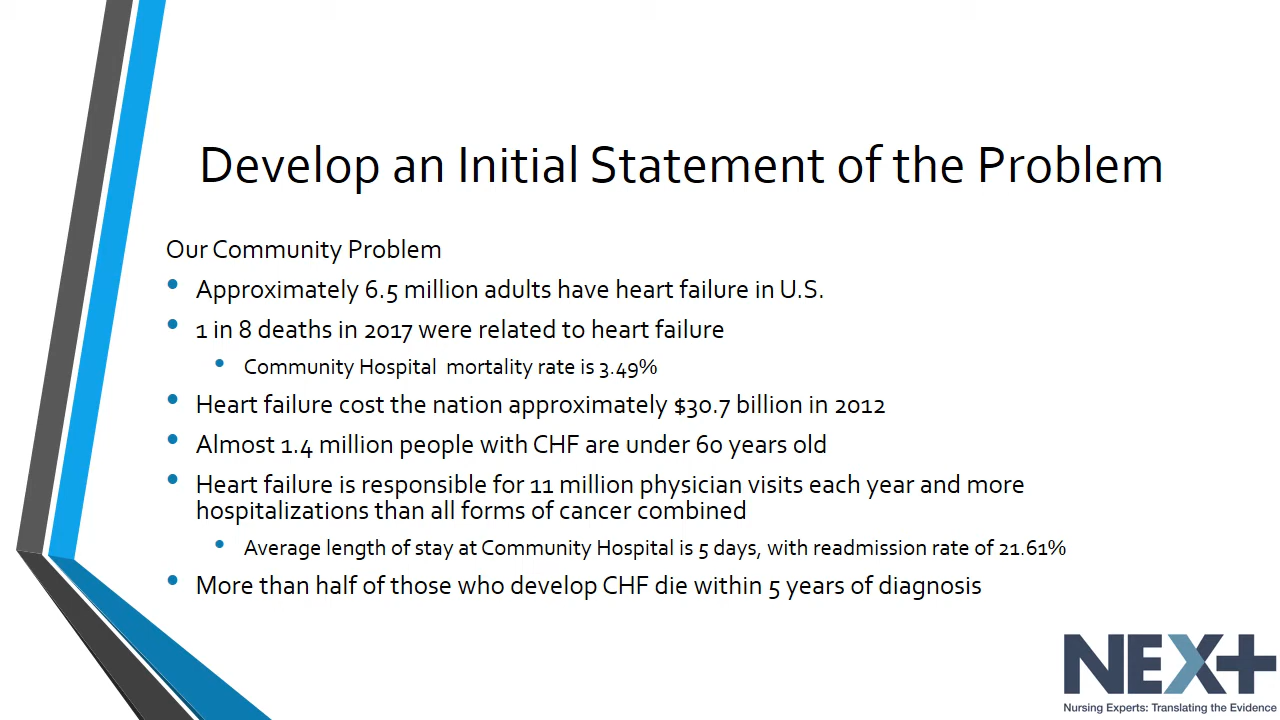 Develop an Initial Statement of the Problem
Our Community Problem
• Approximately 6.5 million adults have heart failure in U.S.
• 1 in 8 deaths in 2017 were related to heart failure
• Community Hospital  mortality rate is 3.49%
• Heart failure cost the nation approximately $30.7 billion in 2012
• Almost 1.4 million people with CHF are under 60 years old
• Heart failure is responsible for 11 million physician visits each year and more
hospitalizations than all forms of cancer combined
• Average length of stay at Community Hospital is 5 days, with readmission rate of 21.61%
• More than half of those who develop CHF die within 5 years of diagnosis
NEX+
Nursing Experts: Translating the Evidence